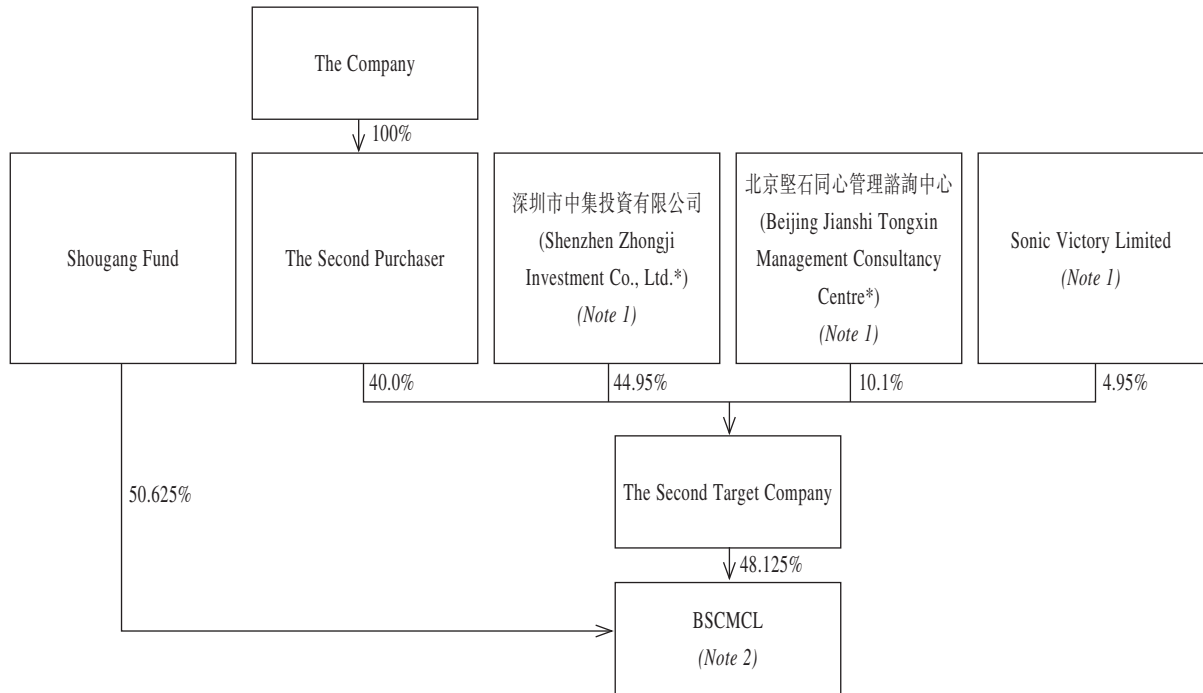 The Company
100%
Shougang Fund
The Second Purchaser
深圳市中集投資有限公司
(Shenzhen Zhongji
Investment Co., Ltd.*)
(Note 1)
北京堅石同心管理諮詢中心
(Beijing Jianshi Tongxin
Management Consultancy
Centre*)
(Note 1)
Sonic Victory Limited
(Note 1)
40.0%
44.95%
10.1%
4.95%
50.625%
The Second Target Company
48.125%
BSCMCL
(Note 2)